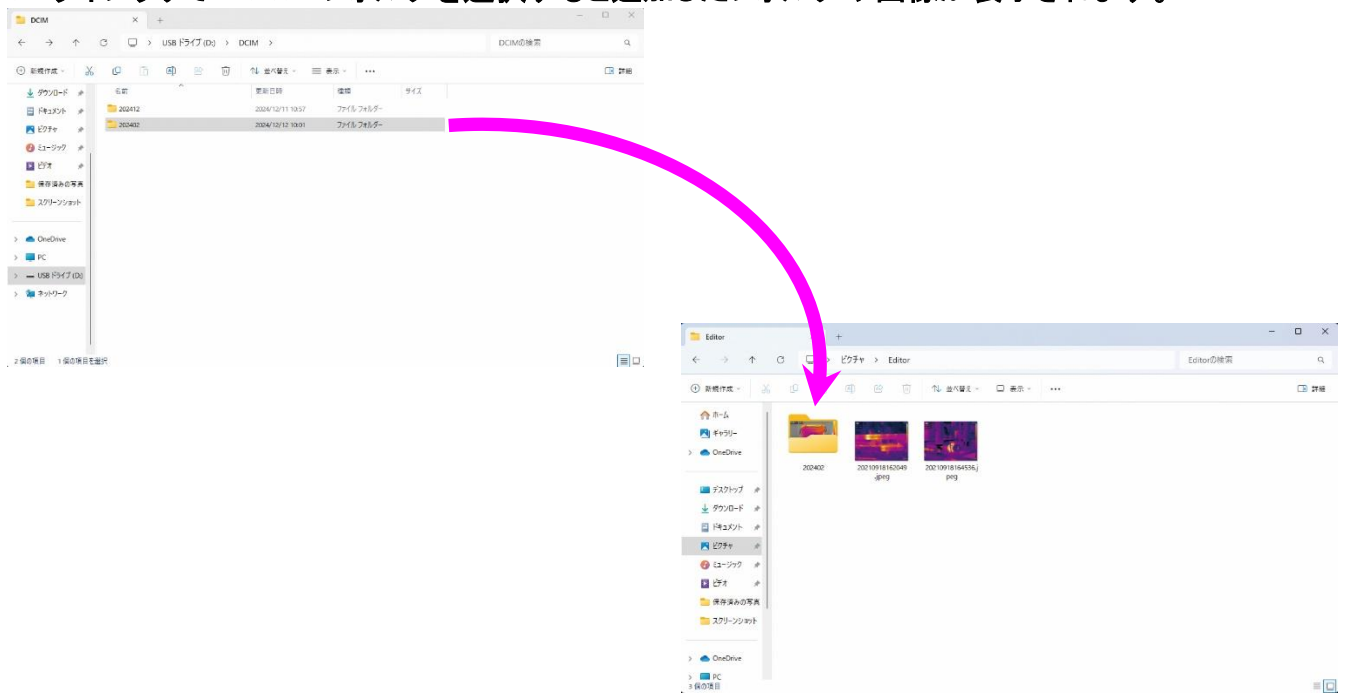 DCIM
USB ドライブ (D:) > DCIM >
DCIMの検索
新規作成
並べ替え
表示
詳細
名前 更新日時 種類 サイズ
202412 2024/12/11 10:57 ファイル フォルダー
202402 2024/12/12 10:01 ファイル フォルダー
ダウンロード
ドキュメント
ピクチャ
ミュージック
ビデオ
保存済みの写真
スクリーンショット
OneDrive
PC
USB ドライブ (D:)
ネットワーク
2 個の項目 1 個の項目を選択
Editor
ピクチャ > Editor
Editorの検索
新規作成
並べ替え
表示
詳細
ホーム
ギャラリー
OneDrive
デスクトップ
ダウンロード
ドキュメント
ピクチャ
ミュージック
ビデオ
保存済みの写真
スクリーンショット
OneDrive
PC
202402
20210918162049
.jpeg
20210918164536.j
peg
3 個の項目